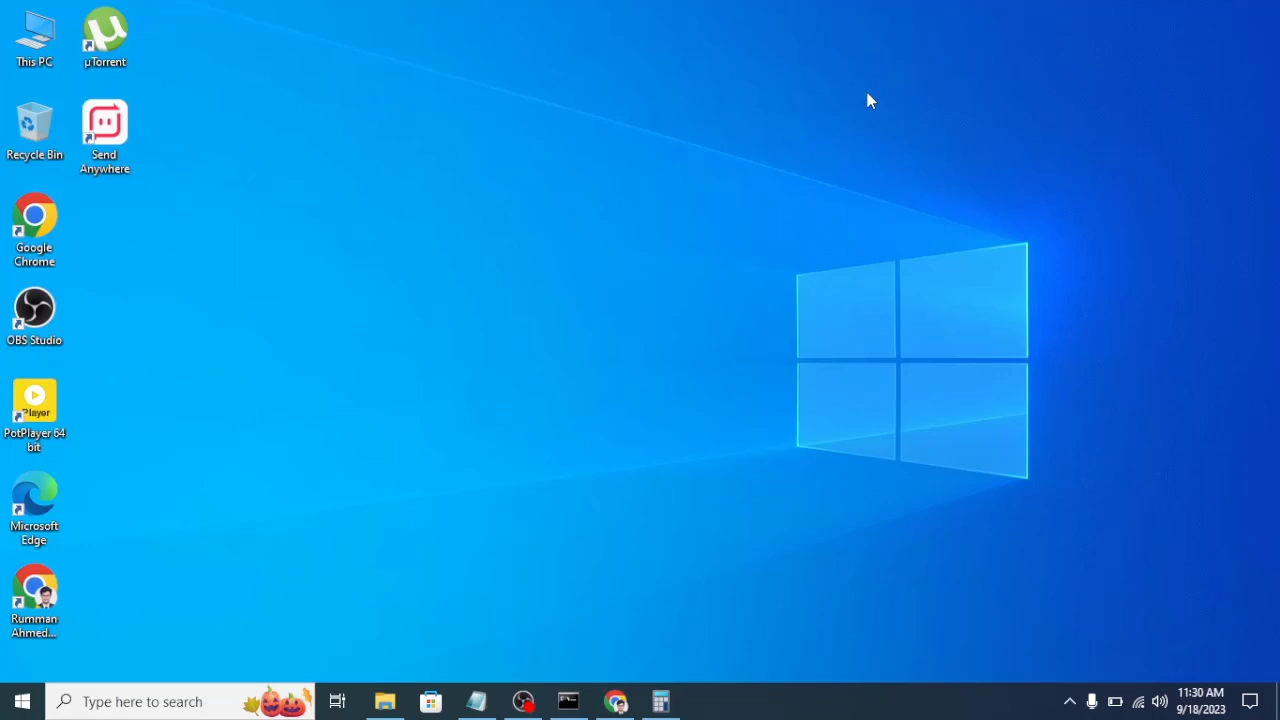 This PC
µTorrent
Recycle Bin
Send
Anywhere
Google
Chrome
OBS Studio
Player
PotPlayer 64
bit
Microsoft
Edge
Rumman
Ahmed...
Type here to search
11:30 AM
9/18/2023